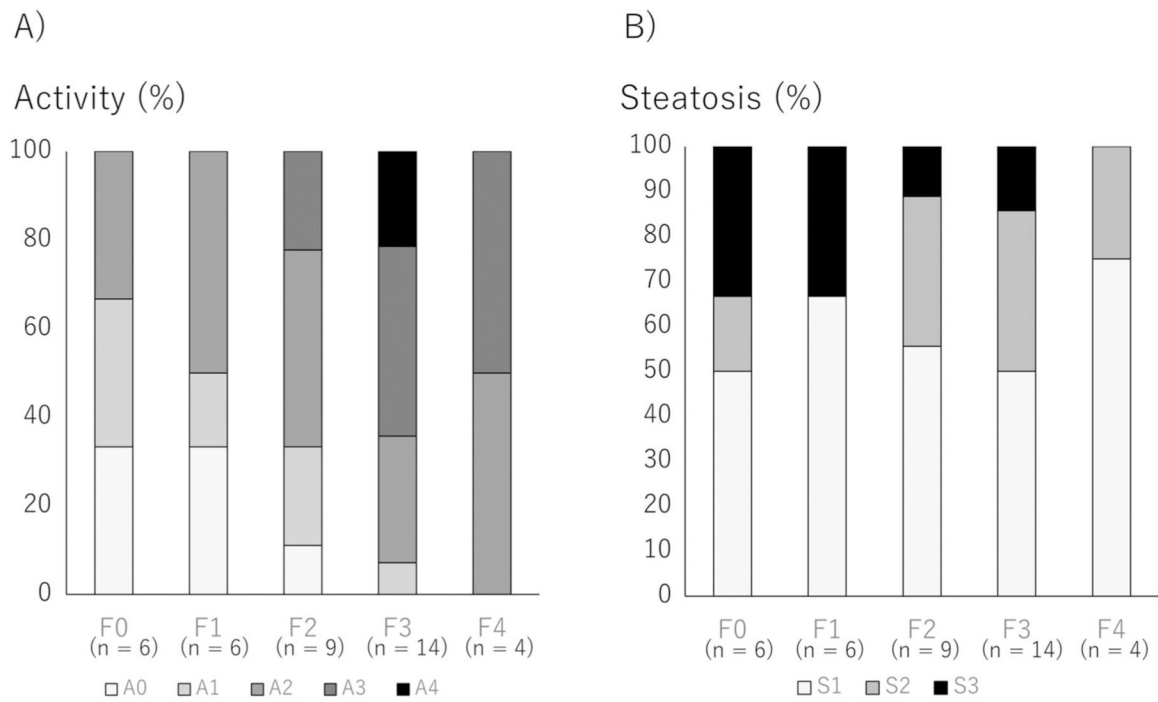 A)
Activity (%)
100
80
60
40
20
0
F0 F1 F2 F3 F4
(n = 6) (n = 6) (n = 9) (n = 14) (n = 4)
A0 A1 A2 A3 A4
B)
Steatosis (%)
100
90
80
70
60
50
40
30
20
10
0
F0 F1 F2 F3 F4
(n = 6) (n = 6) (n = 9) (n = 14) (n = 4)
S1 S2 S3